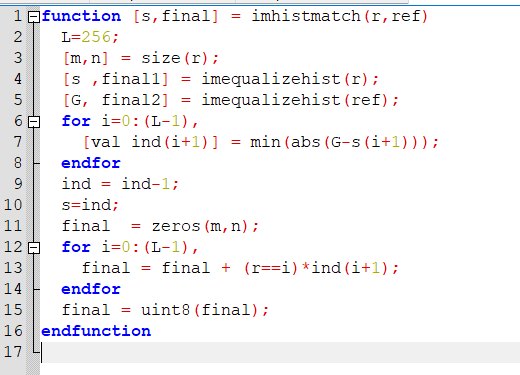 1 function [s,final] = imhistmatch(r,ref)
2 L=256;
3 [m,n] = size(r);
4 [s ,final1] = imequalizehist(r);
5 [G, final2] = imequalizehist(ref);
6 for i=0:(L-1),
7 [val ind(i+1)] = min(abs(G-s(i+1)));
8 endfor
9 ind = ind-1;
10 s=ind;
11 final  = zeros(m,n);
12 for i=0:(L-1),
13 final = final + (r==i)*ind(i+1);
14 endfor
15 final = uint8(final);
16 endfunction
17